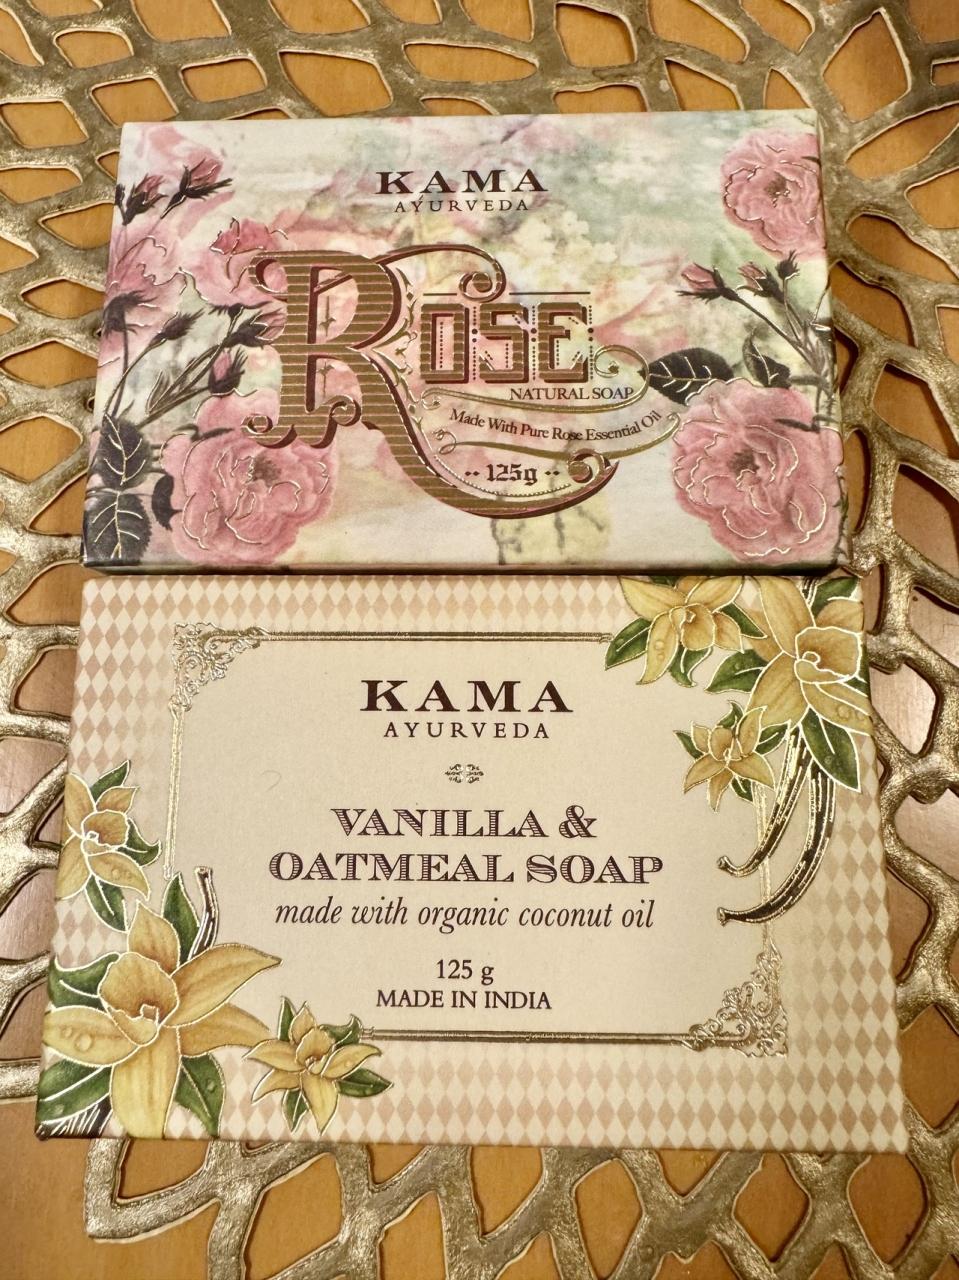 KAMA
AYURVEDA
ROSE
NATURAL SOAP
Made With Pure Rose Essential Oil
·· 125g ··
KAMA
AYURVEDA
VANILLA &
OATMEAL SOAP
made with organic coconut oil
125 g
MADE IN INDIA